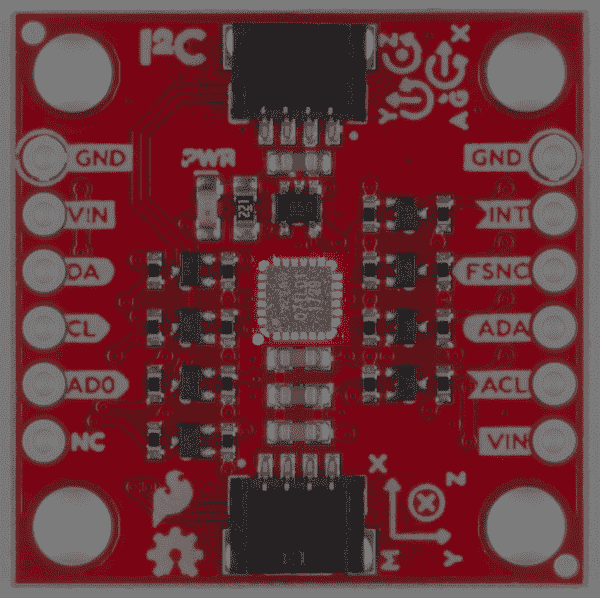 I²C
Z
X
Y
A G
GND
GND
PWR
VIN
INT
221
DA
FSNC
CL
ADA
AD0
ACL
NC
VIN
X
Z
M
Y